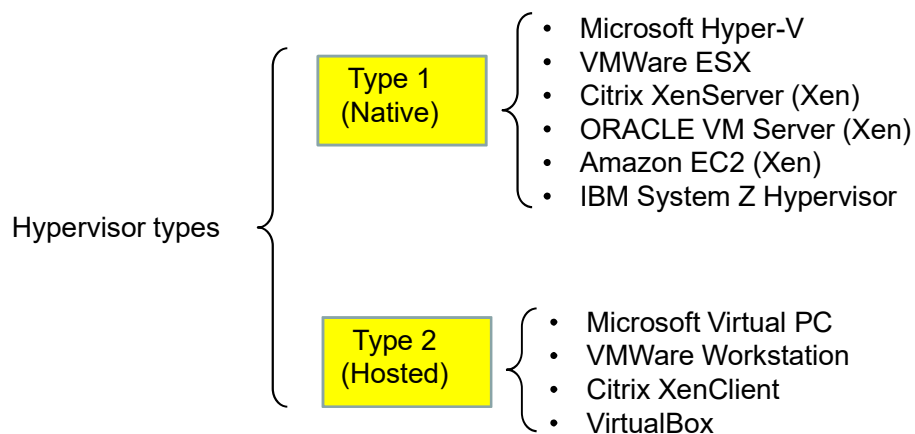 Hypervisor types
Type 1
(Native)
• Microsoft Hyper-V
• VMWare ESX
• Citrix XenServer (Xen)
• ORACLE VM Server (Xen)
• Amazon EC2 (Xen)
• IBM System Z Hypervisor
Type 2
(Hosted)
• Microsoft Virtual PC
• VMWare Workstation
• Citrix XenClient
• VirtualBox